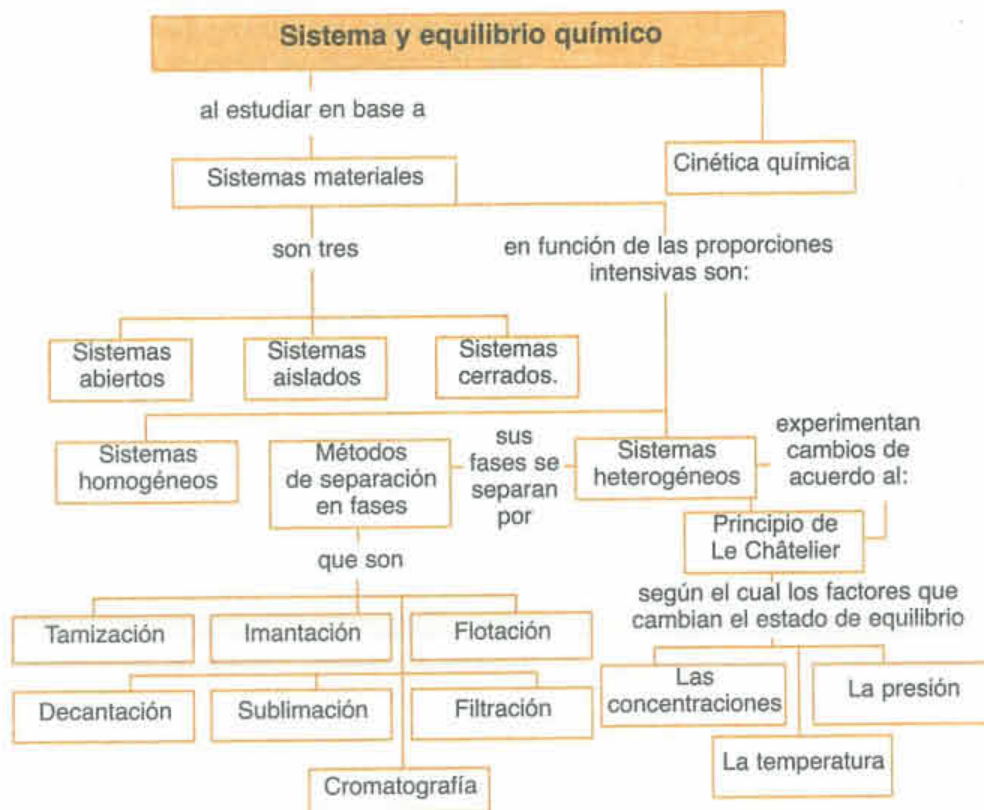 Sistema y equilibrio químico
al estudiar en base a
Sistemas materiales
Cinética química
son tres
en función de las proporciones
intensivas son:
Sistemas
abiertos
Sistemas
aislados
Sistemas
cerrados.
Sistemas
homogéneos
Métodos
de separación
en fases
sus
fases se
separan
por
Sistemas
heterogéneos
experimentan
cambios de
acuerdo al:
Principio de
Le Châtelier
que son
según el cual los factores que
cambian el estado de equilibrio
Tamización
Imantación
Flotación
Decantación
Sublimación
Filtración
Cromatografía
Las
concentraciones
La presión
La temperatura